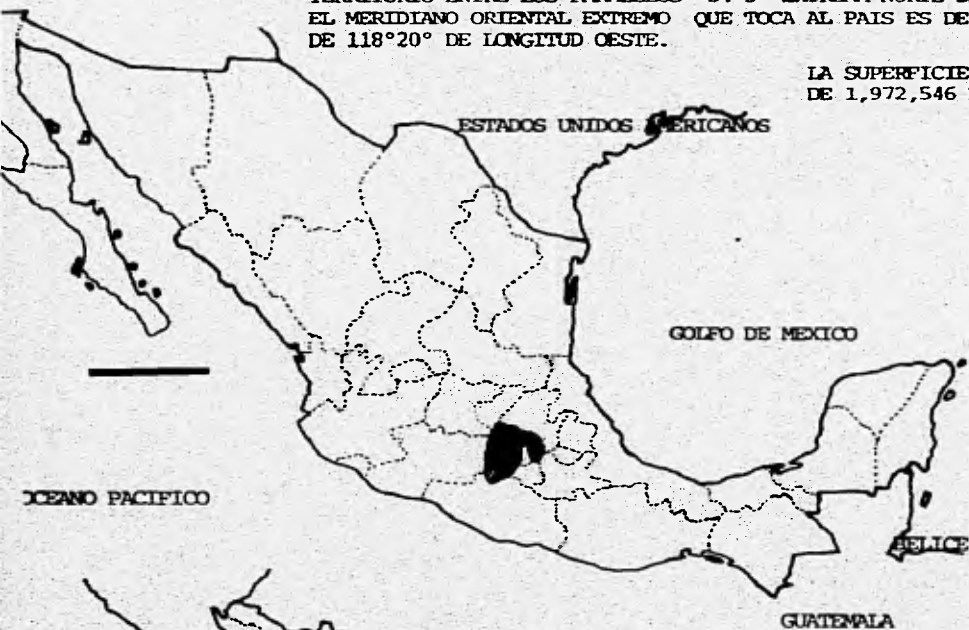 EL MERIDIANO ORIENTAL EXTREMO QUE TOCA AL PAIS ES DE
DE 118°20° DE LONGITUD OESTE.
LA SUPERFICIE
DE 1,972,546
ESTADOS UNIDOS AMERICANOS
GOLFO DE MEXICO
OCEANO PACIFICO
BELICE
GUATEMALA